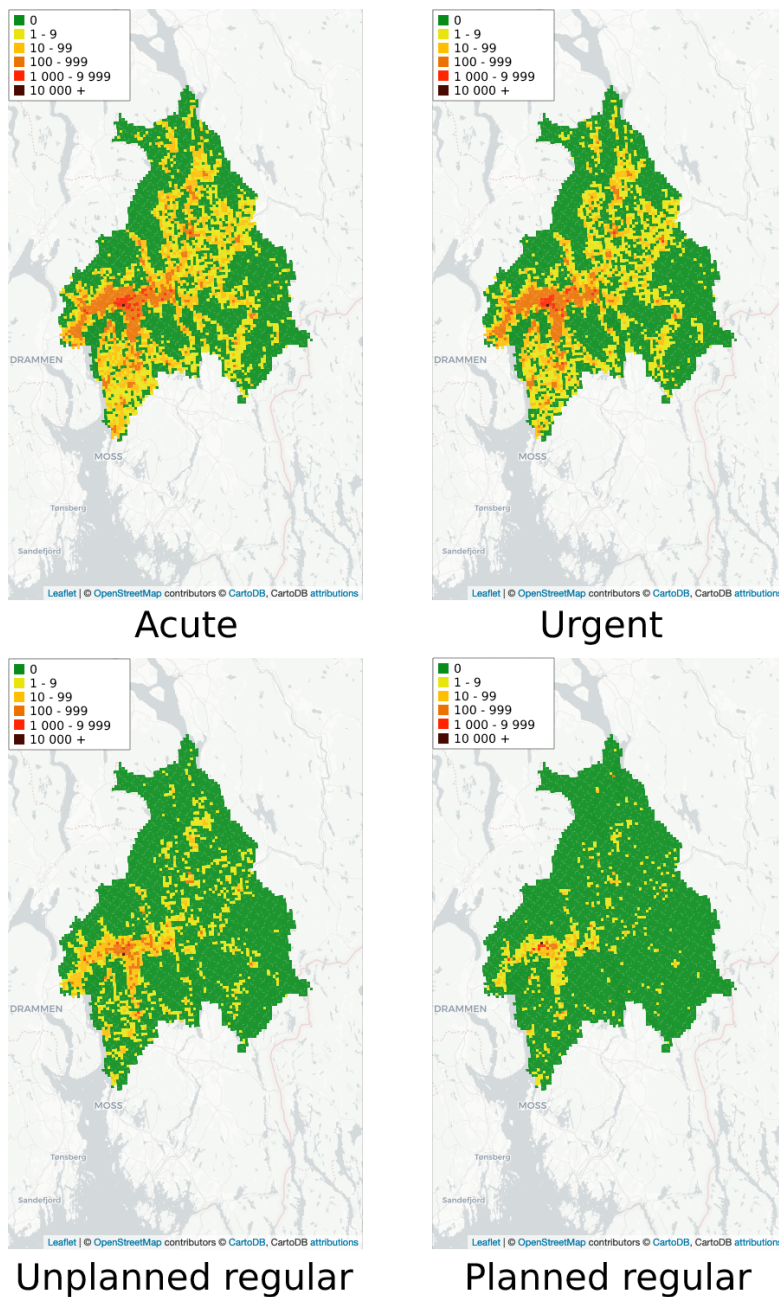 0
1 - 9
10 - 99
100 - 999
1 000 - 9 999
10 000 +
DRAMMEN
MOSS
Tønsberg
Sandefjord
Leaflet | © OpenStreetMap contributors © CartoDB, CartoDB attributions
Acute
0
1 - 9
10 - 99
100 - 999
1 000 - 9 999
10 000 +
DRAMMEN
MOSS
Tønsberg
Sandefjord
Leaflet | © OpenStreetMap contributors © CartoDB, CartoDB attributions
Urgent
0
1 - 9
10 - 99
100 - 999
1 000 - 9 999
10 000 +
DRAMMEN
MOSS
Tønsberg
Sandefjord
Leaflet | © OpenStreetMap contributors © CartoDB, CartoDB attributions
Unplanned regular
0
1 - 9
10 - 99
100 - 999
1 000 - 9 999
10 000 +
DRAMMEN
MOSS
Tønsberg
Sandefjord
Leaflet | © OpenStreetMap contributors © CartoDB, CartoDB attributions
Planned regular